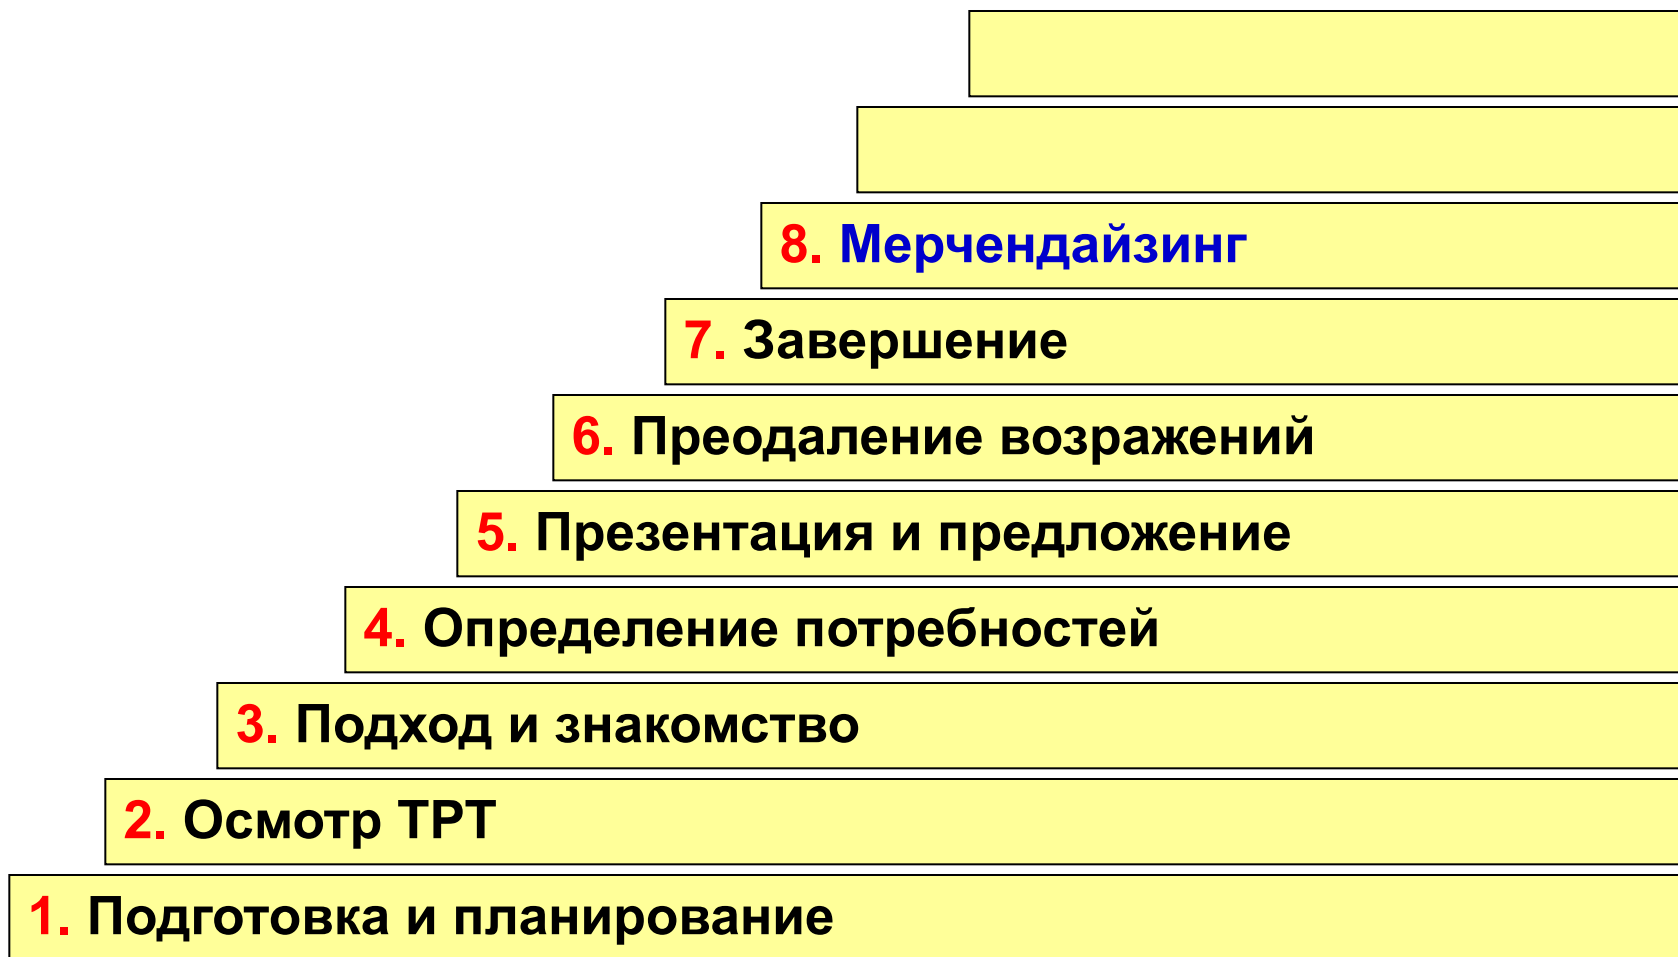 8. Мерчендайзинг
7. Завершение
6. Преодаление возражений
5. Презентация и предложение
4. Определение потребностей
3. Подход и знакомство
2. Осмотр ТРТ
1. Подготовка и планирование